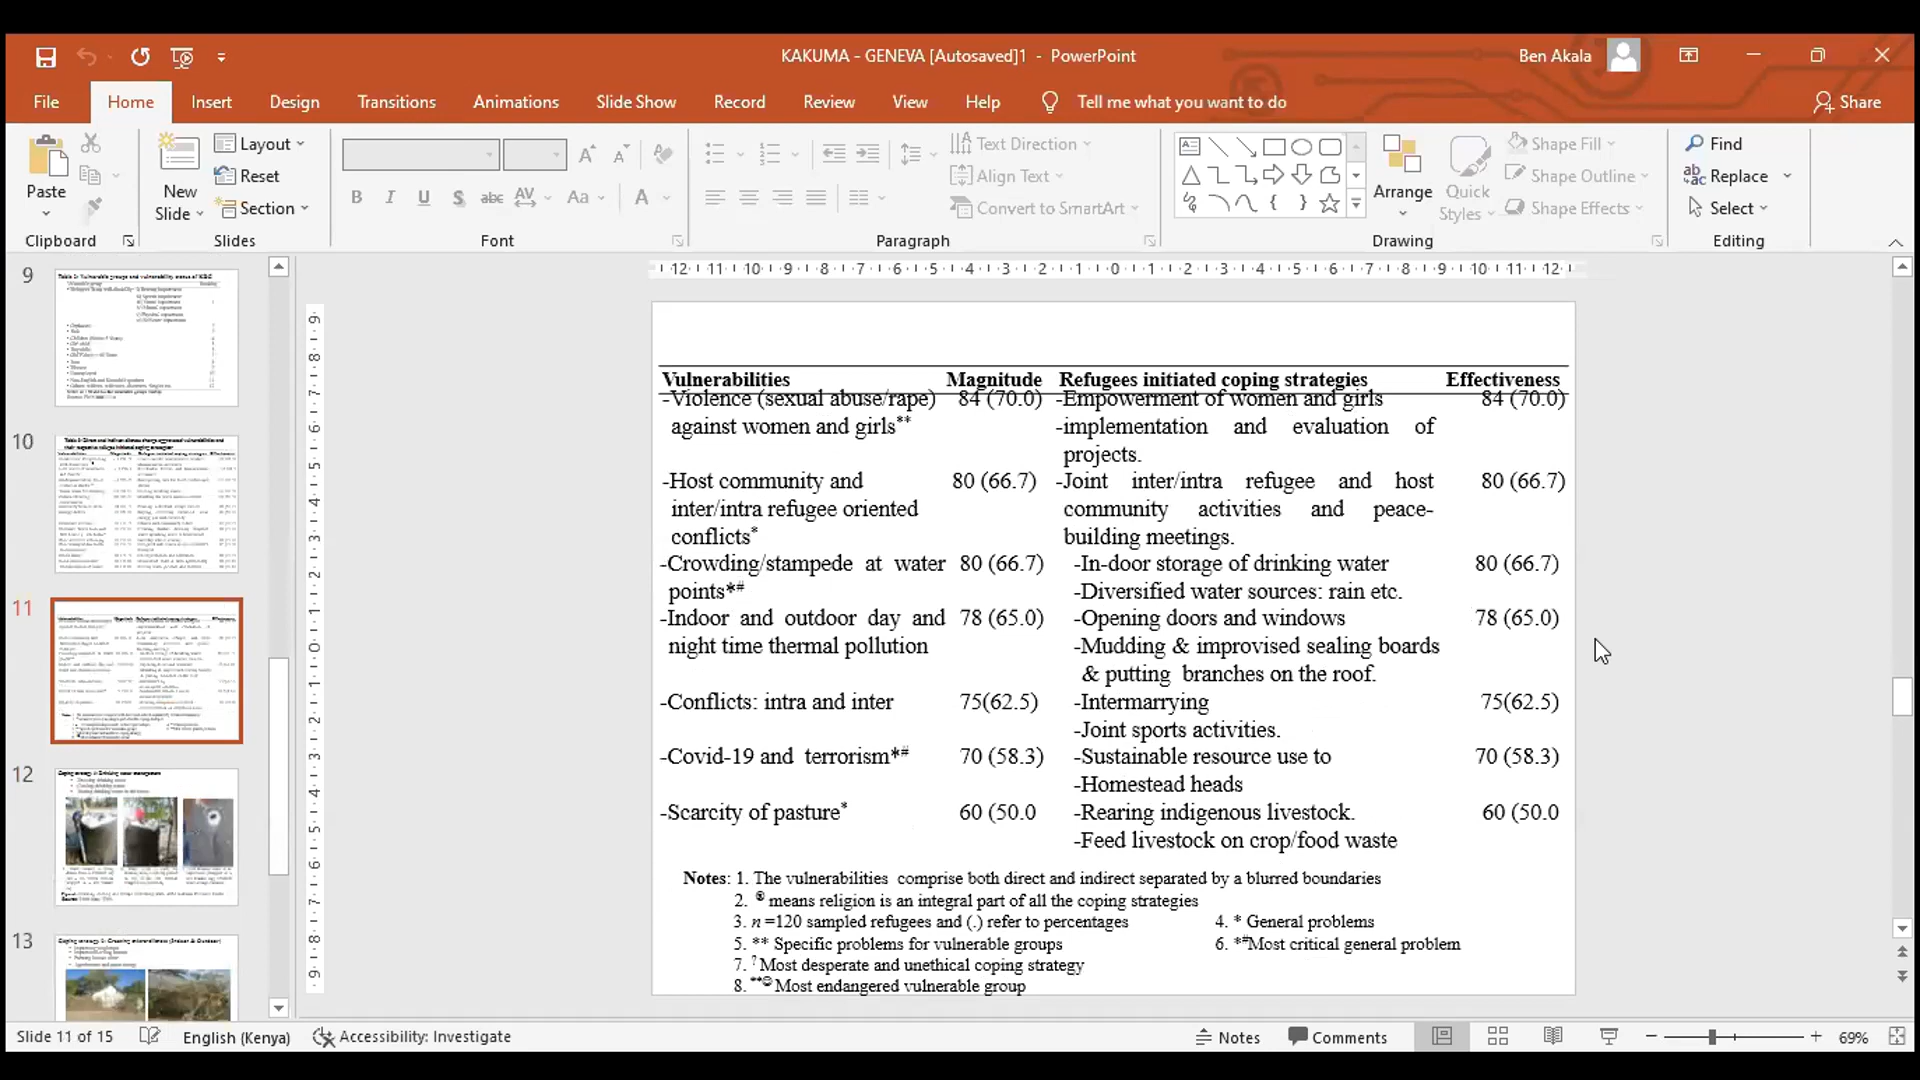 KAKUMA - GENEVA [Autosaved]1 - PowerPoint
Ben Akala
File Home Insert Design Transitions Animations Slide Show Record Review View Help Tell me what you want to do Share
Paste
Clipboard
New Slide
Layout
Reset
Section
Slides
B I U S abc AV Aa A
Font
Text Direction
Align Text
Convert to SmartArt
Paragraph
Arrange
Quick Styles
Shape Fill
Shape Outline
Shape Effects
Drawing
Find
Replace
Select
Editing
9
10
11
12
13
Vulnerabilities Magnitude Refugees initiated coping strategies Effectiveness
-Violence (sexual abuse/rape) 84 (70.0) -Empowerment of women and girls 84 (70.0)
against women and girls** -implementation and evaluation of
projects.
-Host community and 80 (66.7) -Joint inter/intra refugee and host 80 (66.7)
inter/intra refugee oriented community activities and peace-
conflicts* building meetings.
-Crowding/stampede at water 80 (66.7) -In-door storage of drinking water 80 (66.7)
points*# -Diversified water sources: rain etc.
-Indoor and outdoor day and 78 (65.0) -Opening doors and windows 78 (65.0)
night time thermal pollution -Mudding & improvised sealing boards
& putting branches on the roof.
-Conflicts: intra and inter 75(62.5) -Intermarrying 75(62.5)
-Joint sports activities.
-Covid-19 and terrorism*# 70 (58.3) -Sustainable resource use to 70 (58.3)
-Homestead heads
-Scarcity of pasture* 60 (50.0 -Rearing indigenous livestock. 60 (50.0
-Feed livestock on crop/food waste
Notes: 1. The vulnerabilities comprise both direct and indirect separated by a blurred boundaries
2. means religion is an integral part of all the coping strategies
3. n =120 sampled refugees and (.) refer to percentages 4. * General problems
5. ** Specific problems for vulnerable groups 6. *#Most critical general problem
7. ?Most desperate and unethical coping strategy
8. ** Most endangered vulnerable group
Slide 11 of 15 English (Kenya) Accessibility: Investigate Notes Comments 69%